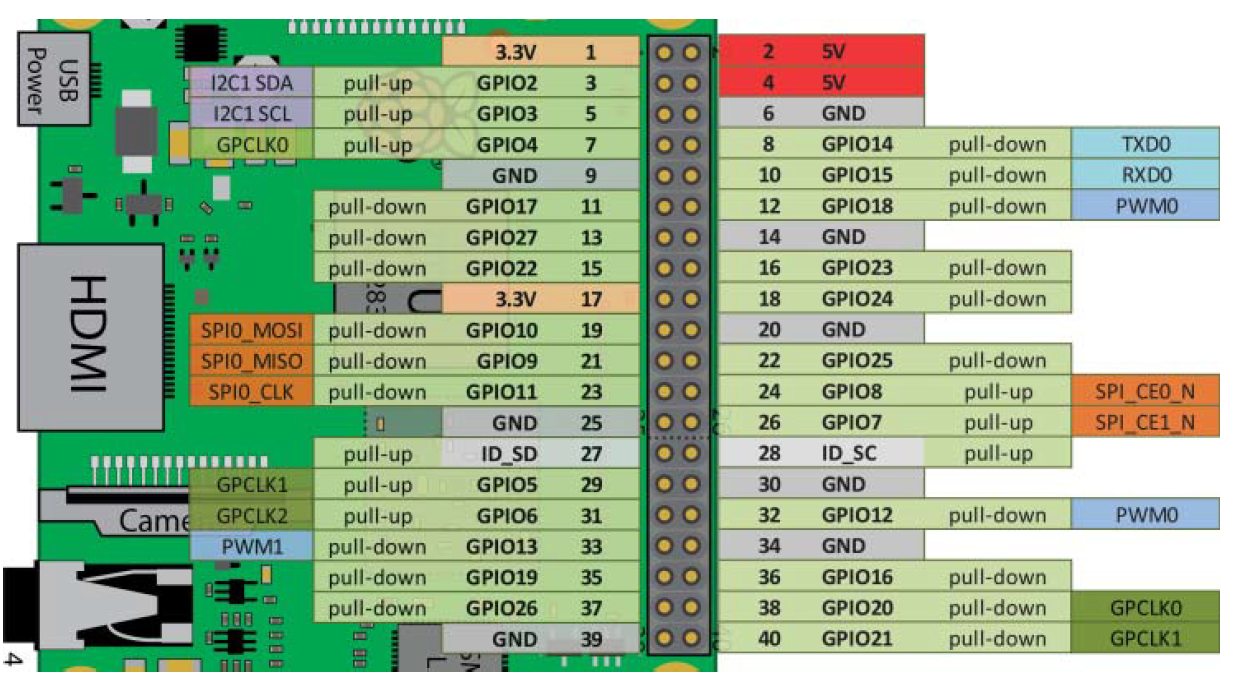 USB Power
3.3V 1 2 5V
I2C1 SDA pull-up GPIO2 3 4 5V
I2C1 SCL pull-up GPIO3 5 6 GND
GPCLK0 pull-up GPIO4 7 8 GPIO14 pull-down TXD0
GND 9 10 GPIO15 pull-down RXD0
pull-down GPIO17 11 12 GPIO18 pull-down PWM0
pull-down GPIO27 13 14 GND
pull-down GPIO22 15 16 GPIO23 pull-down
HDMI
3.3V 17 18 GPIO24 pull-down
SPI0_MOSI pull-down GPIO10 19 20 GND
SPI0_MISO pull-down GPIO9 21 22 GPIO25 pull-down
SPI0_CLK pull-down GPIO11 23 24 GPIO8 pull-up SPI_CE0_N
GND 25 26 GPIO7 pull-up SPI_CE1_N
pull-up ID_SD 27 28 ID_SC pull-up
GPCLK1 pull-up GPIO5 29 30 GND
Came GPCLK2 pull-up GPIO6 31 32 GPIO12 pull-down PWM0
PWM1 pull-down GPIO13 33 34 GND
pull-down GPIO19 35 36 GPIO16 pull-down
pull-down GPIO26 37 38 GPIO20 pull-down GPCLK0
GND 39 40 GPIO21 pull-down GPCLK1
4